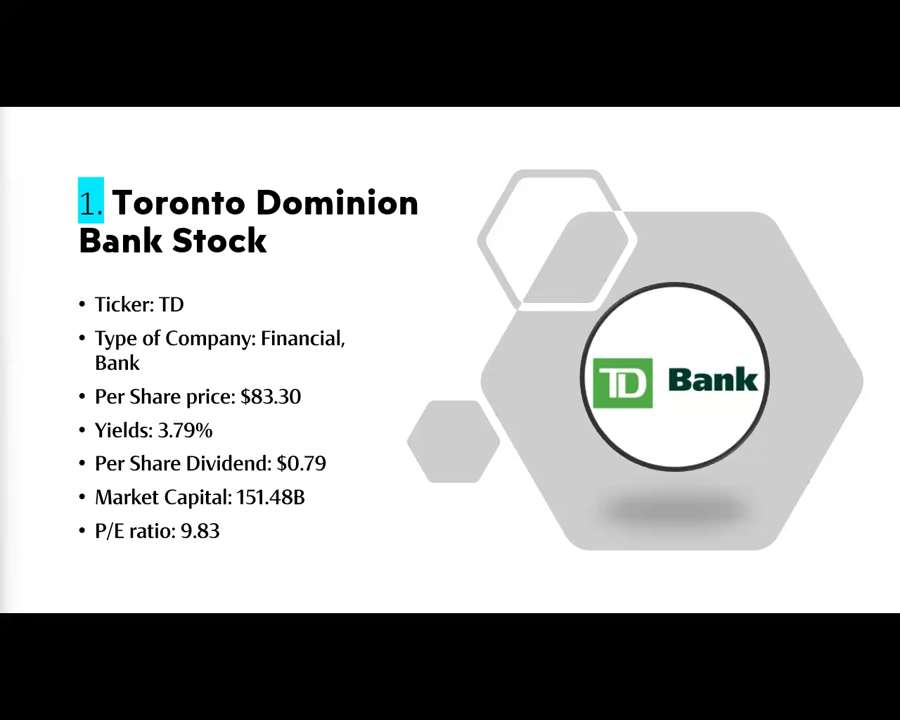 1. Toronto Dominion
Bank Stock
• Ticker: TD
• Type of Company: Financial,
Bank
• Per Share price: $83.30
• Yields: 3.79%
• Per Share Dividend: $0.79
• Market Capital: 151.48B
• P/E ratio: 9.83
TD Bank